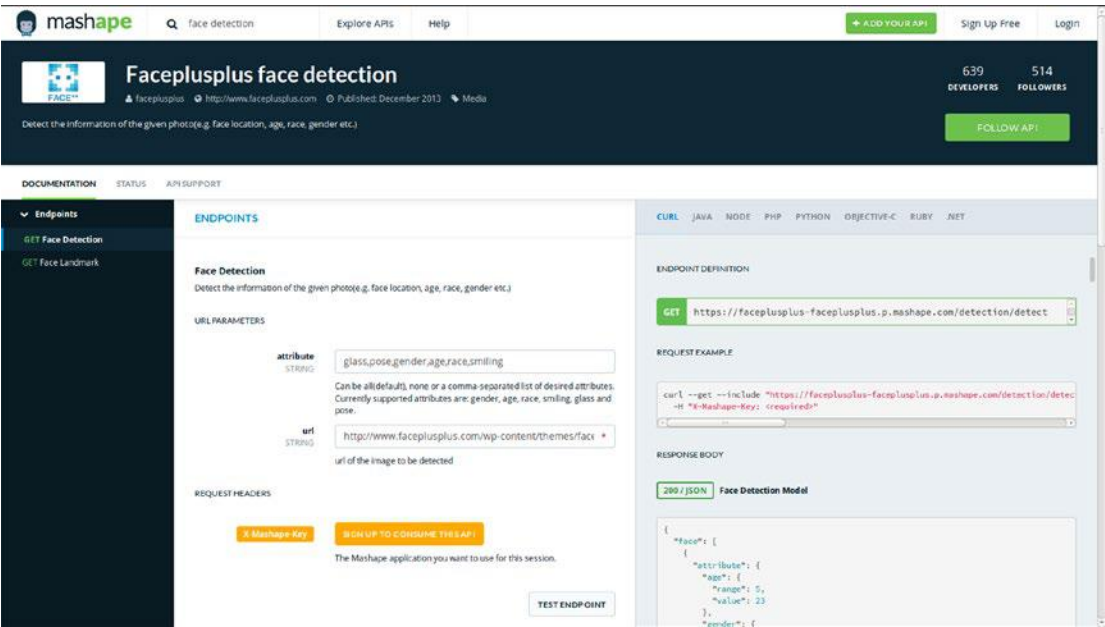 mashape
face detection
Explore APIs
Help
+ ADD YOUR API
Sign Up Free
Login
FACE++
Faceplusplus face detection
faceplusplus http://www.faceplusplus.com Published: December 2013 Media
639 514
DEVELOPERS FOLLOWERS
Detect the information of the given photo(e.g. face location, age, race, gender etc.)
FOLLOW API
DOCUMENTATION STATUS API SUPPORT
Endpoints
GET Face Detection
GET Face Landmark
ENDPOINTS
Face Detection
Detect the information of the given photo(e.g. face location, age, race, gender etc.)
URL PARAMETERS
attribute
STRING
glass,pose,gender,age,race,smiling
Can be all(default), none or a comma-separated list of desired attributes.
Currently supported attributes are: gender, age, race, smiling, glass and
pose.
url
STRING
http://www.faceplusplus.com/wp-content/themes/face *
url of the image to be detected
REQUEST HEADERS
X-Mashape-Key
SIGN UP TO CONSUME THIS API
The Mashape application you want to use for this session.
TEST ENDPOINT
CURL JAVA NODE PHP PYTHON OBJECTIVE-C RUBY .NET
ENDPOINT DEFINITION
GET https://faceplusplus-faceplusplus.p.mashape.com/detection/detect
REQUEST EXAMPLE
curl --get --include "https://faceplusplus-faceplusplus.p.mashape.com/detection/detec
-H "X-Mashape-Key: <required>"
RESPONSE BODY
200 / JSON Face Detection Model
{
"face": [
{
"attribute": {
"age": {
"range": 5,
"value": 23
},
"gender": {